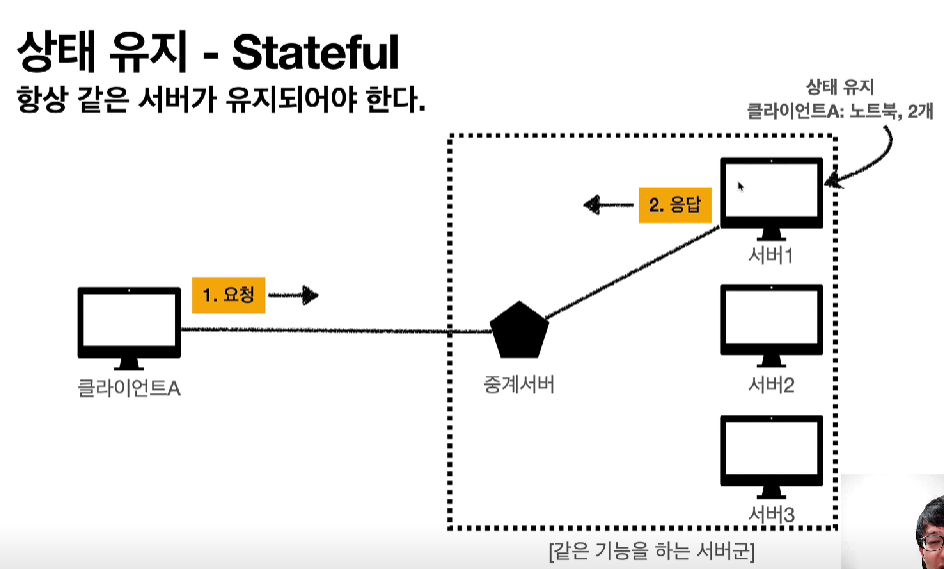 상태 유지 - Stateful
항상 같은 서버가 유지되어야 한다.
상태 유지
클라이언트A: 노트북, 2개
2. 응답
서버1
1. 요청
클라이언트A
중계서버
서버2
서버3
[같은 기능을 하는 서버군]